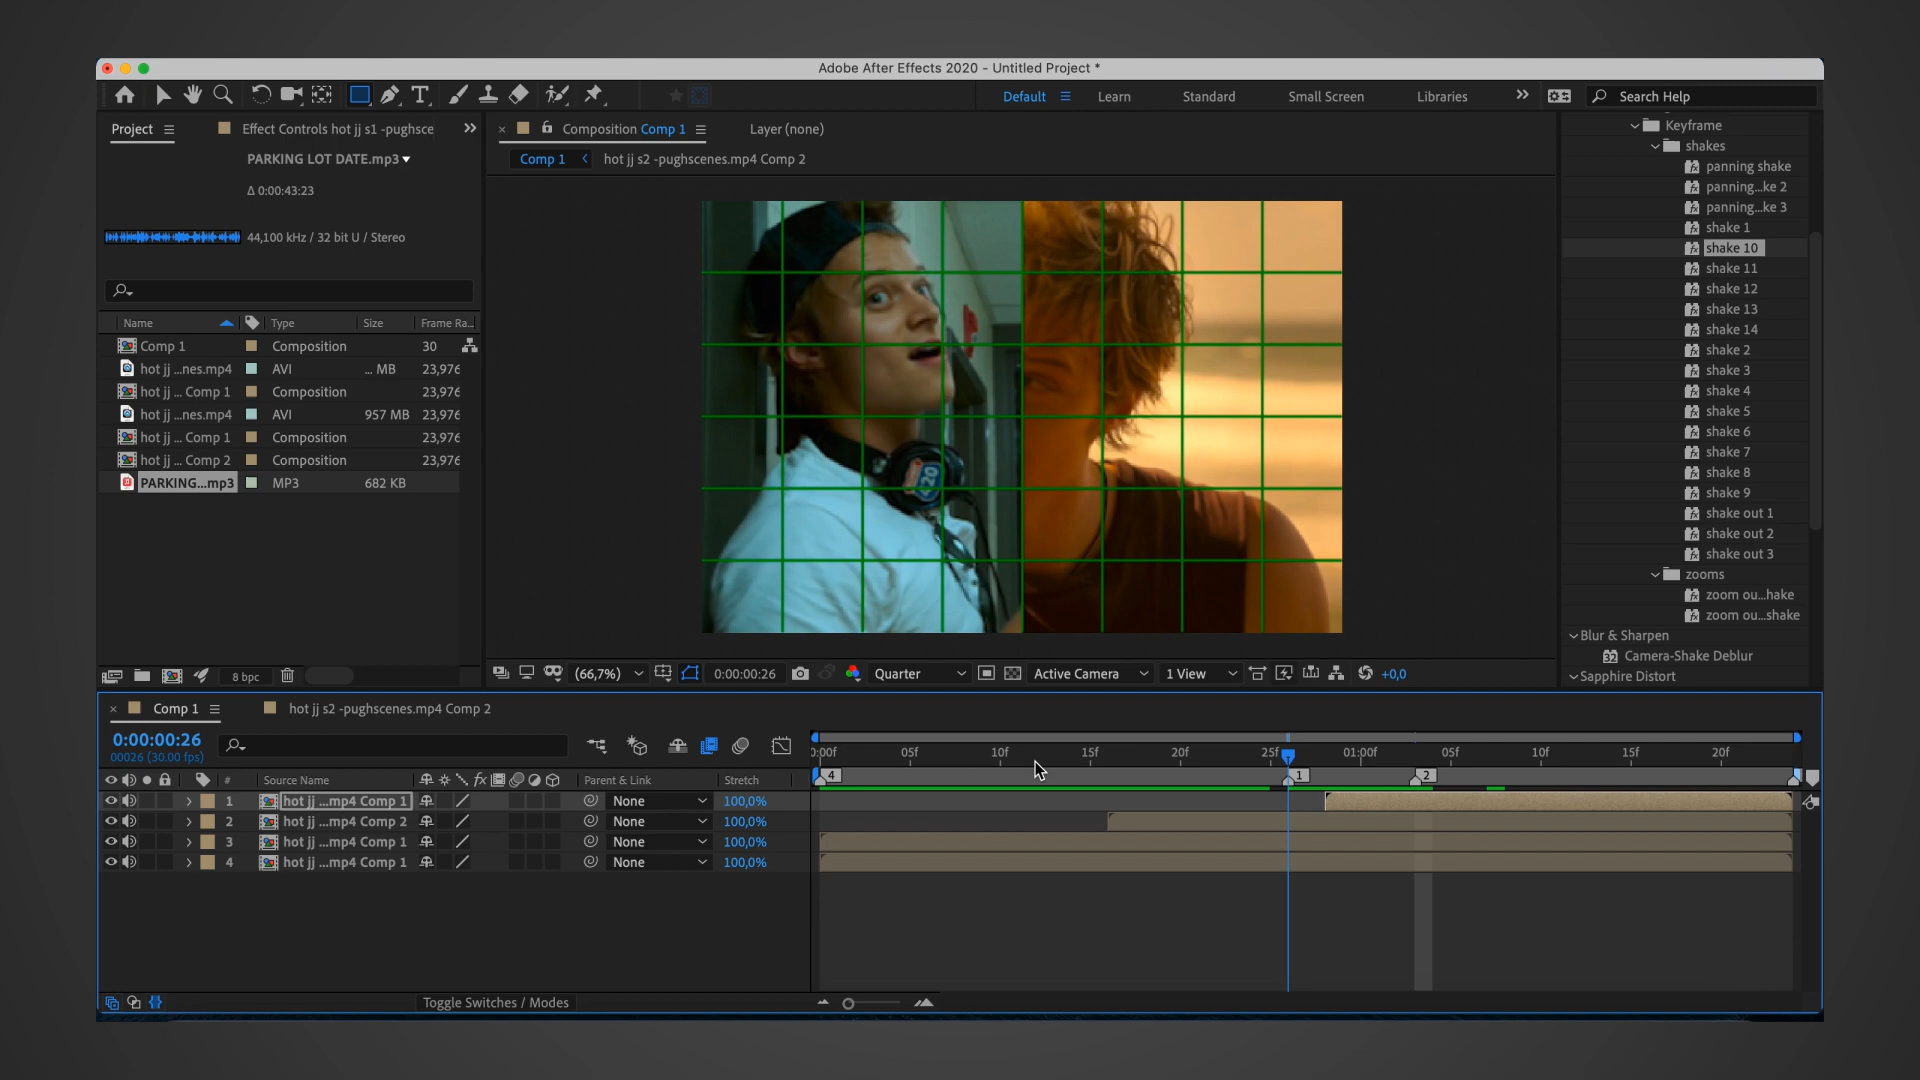 Adobe After Effects 2020 - Untitled Project *
Default
Learn
Standard
Small Screen
Libraries
Search Help
Project
Effect Controls hot jj s1 -pughsce
Composition Comp 1
Layer (none)
PARKING LOT DATE.mp3
Δ 0:00:43:23
44,100 kHz / 32 bit U / Stereo
Comp 1
hot jj s2 -pughscenes.mp4 Comp 2
Name Type Size Frame Ra...
Comp 1 Composition 30
hot jj ...nes.mp4 AVI ... MB 23,976
hot jj ... Comp 1 Composition 23,976
hot jj ...nes.mp4 AVI 957 MB 23,976
hot jj ... Comp 1 Composition 23,976
hot jj ... Comp 2 Composition 23,976
PARKING...mp3 MP3 682 KB
8 bpc
420
(66,7%)
0:00:00:26
Quarter
Active Camera
1 View
+0,0
Keyframe
shakes
panning shake
panning...ke 2
panning...ke 3
shake 1
shake 10
shake 11
shake 12
shake 13
shake 14
shake 2
shake 3
shake 4
shake 5
shake 6
shake 7
shake 8
shake 9
shake out 1
shake out 2
shake out 3
zooms
zoom ou...hake
zoom ou...shake
Blur & Sharpen
32 Camera-Shake Deblur
Sapphire Distort
Comp 1
hot jj s2 -pughscenes.mp4 Comp 2
0:00:00:26
00026 (30.00 fps)
# Source Name fx Parent & Link Stretch
1 hot jj ...mp4 Comp 1 None 100,0%
2 hot jj ...mp4 Comp 2 None 100,0%
3 hot jj ...mp4 Comp 1 None 100,0%
4 hot jj ...mp4 Comp 1 None 100,0%
0:00f 05f 10f 15f 20f 25f 01:00f 05f 10f 15f 20f
4 1 2
Toggle Switches / Modes